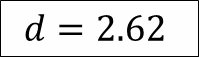 d = 2.62